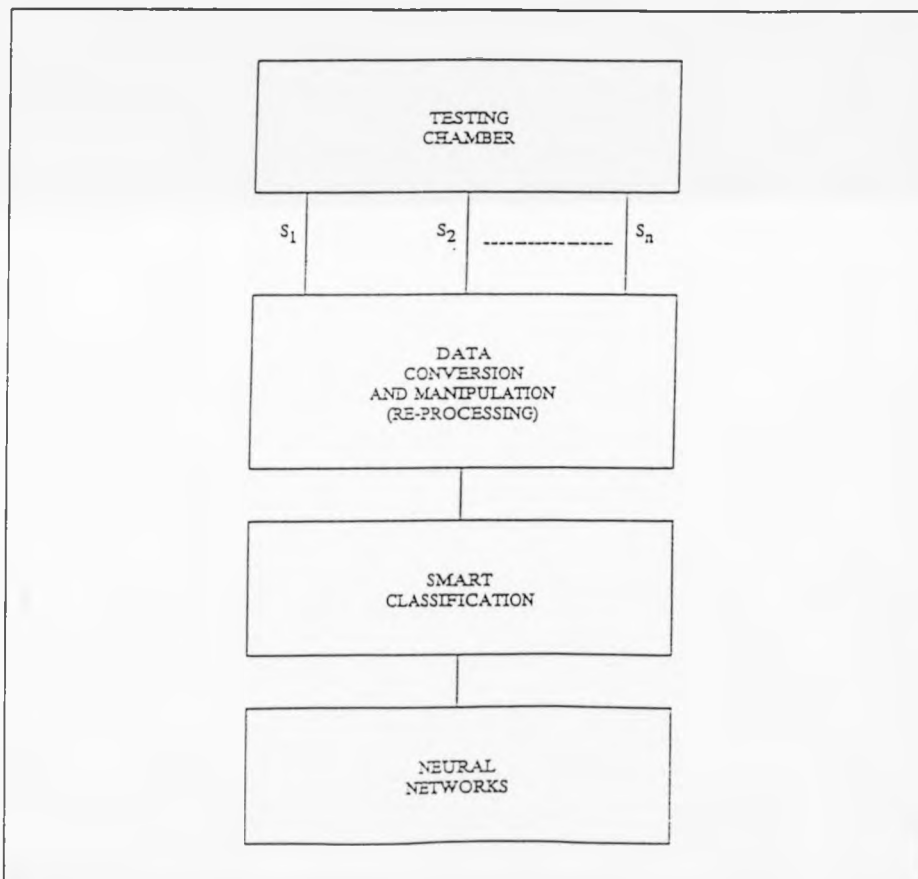 TESTING
CHAMBER
S1 S2 Sn
DATA
CONVERSION
AND MANIPULATION
(RE-PROCESSING)
SMART
CLASSIFICATION
NEURAL
NETWORKS